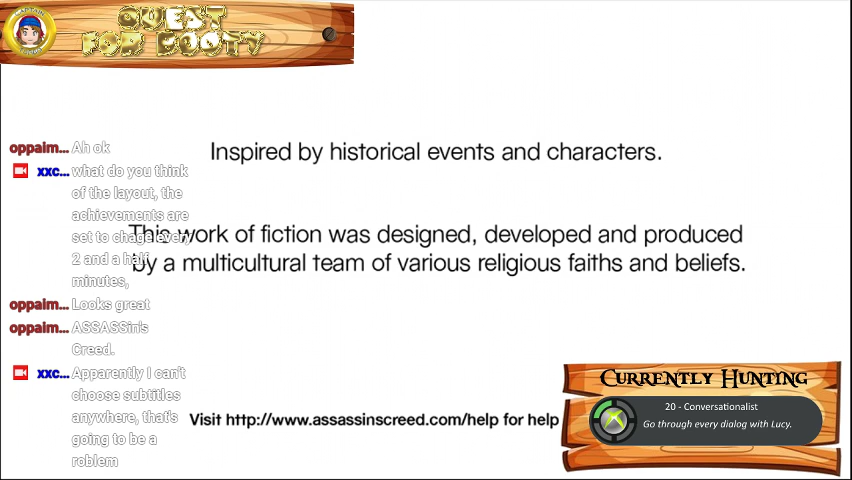 QUEST
FOR BOOTY
Inspired by historical events and characters.
oppaim... Ah ok
xxc... what do you think
of the layout, the
achievements are
set to chage every
2 and a half
minutes,
This work of fiction was designed, developed and produced
by a multicultural team of various religious faiths and beliefs.
oppaim... Looks great
oppaim... ASSASSin's
Creed.
xxc... Apparently I can't
choose subtitles
anywhere, that's
going to be a
roblem
Visit http://www.assassinscreed.com/help for help
Currently Hunting
20 - Conversationalist
Go through every dialog with Lucy.